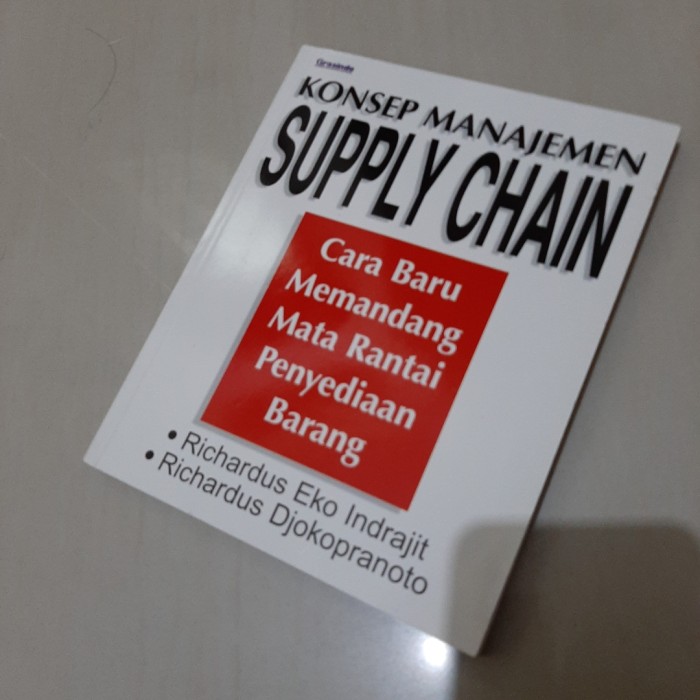 Grasindo
KONSEP MANAJEMEN
SUPPLY CHAIN
Cara Baru
Memandang
Mata Rantai
Penyediaan
Barang
• Richardus Eko Indrajit
• Richardus Djokopranoto